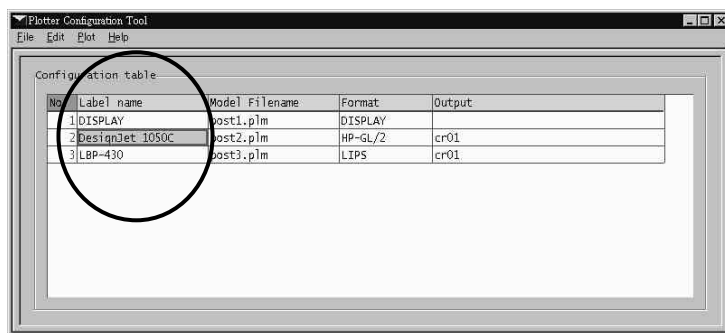 Plotter Configuration Tool
File Edit Plot Help
Configuration table
No. Label name Model Filename Format Output
1 DISPLAY post1.plm DISPLAY
2 DesignJet 1050C post2.plm HP-GL/2 cr01
3 LBP-430 post3.plm LIPS cr01